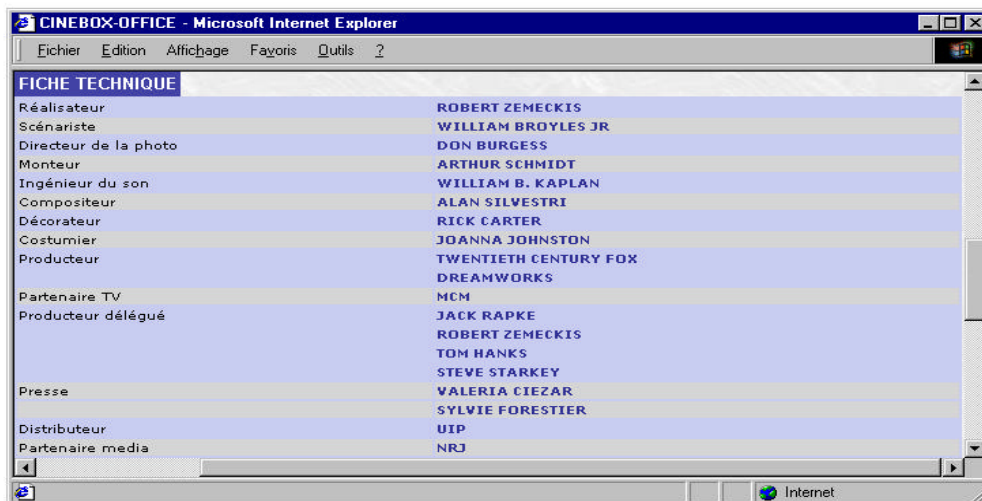 CINEBOX-OFFICE - Microsoft Internet Explorer
Fichier Edition Affichage Favoris Outils ?
FICHE TECHNIQUE
Réalisateur ROBERT ZEMECKIS
Scénariste WILLIAM BROYLES JR
Directeur de la photo DON BURGESS
Monteur ARTHUR SCHMIDT
Ingénieur du son WILLIAM B. KAPLAN
Compositeur ALAN SILVESTRI
Décorateur RICK CARTER
Costumier JOANNA JOHNSTON
Producteur TWENTIETH CENTURY FOX
DREAMWORKS
Partenaire TV MCM
Producteur délégué JACK RAPKE
ROBERT ZEMECKIS
TOM HANKS
STEVE STARKEY
Presse VALERIA CIEZAR
SYLVIE FORESTIER
Distributeur UIP
Partenaire media NRJ
Internet